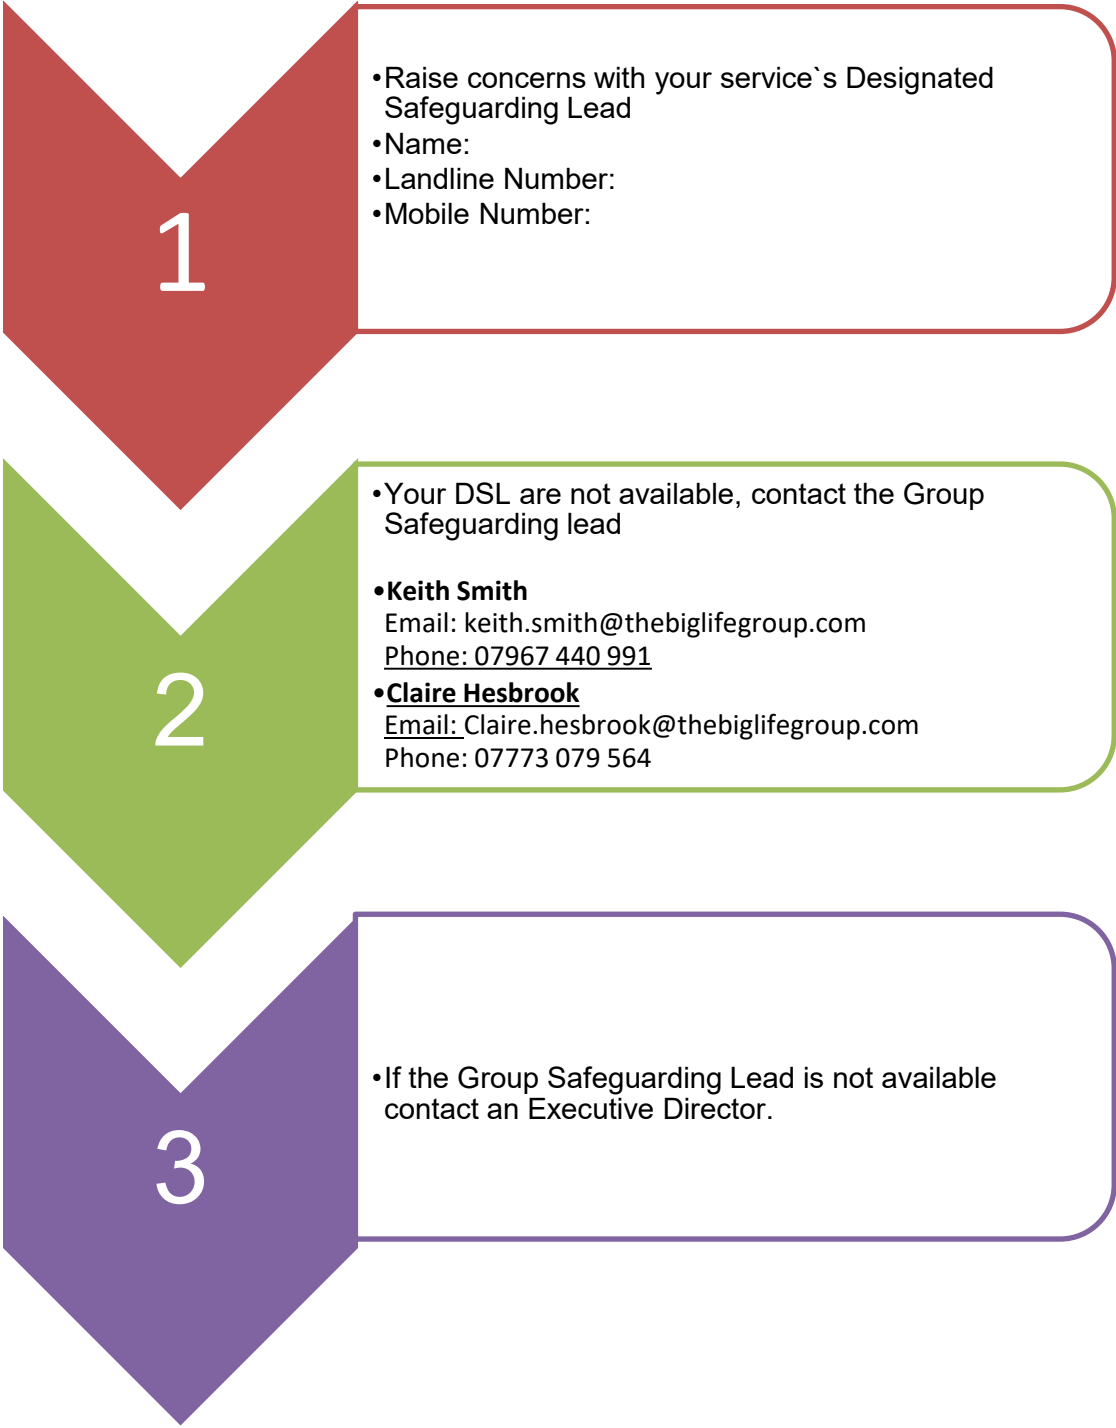 1
•Raise concerns with your service`s Designated
Safeguarding Lead
•Name:
•Landline Number:
•Mobile Number:
2
•Your DSL are not available, contact the Group
Safeguarding lead
•Keith Smith
Email: keith.smith@thebiglifegroup.com
Phone: 07967 440 991
•Claire Hesbrook
Email: Claire.hesbrook@thebiglifegroup.com
Phone: 07773 079 564
3
•If the Group Safeguarding Lead is not available
contact an Executive Director.